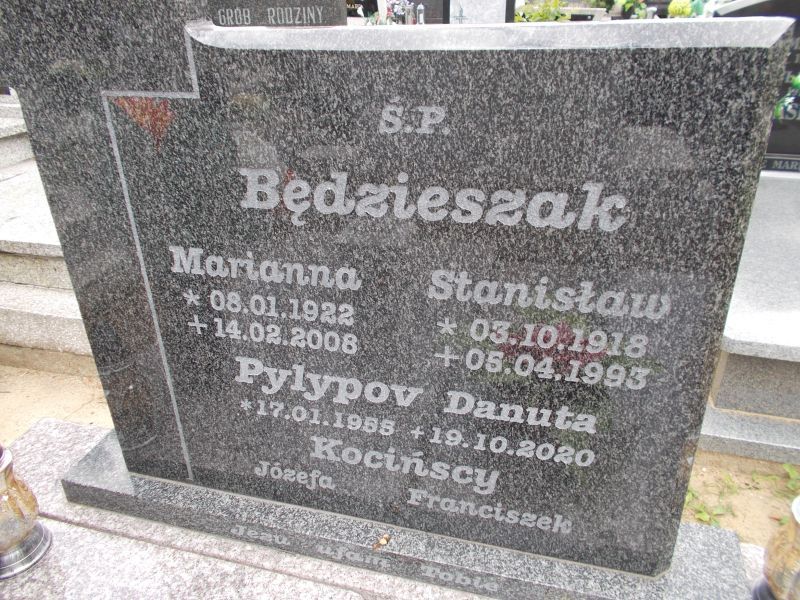 GRÓB RODZINY
Ś.P.
Będzieszak
Marianna Stanisław
* 08.01.1922 * 03.10.1918
+ 14.02.2008 + 05.04.1993
Pylypov Danuta
* 17.01.1955 + 19.10.2020
Kocińscy
Józefa Franciszek
Jezu ufam Tobie